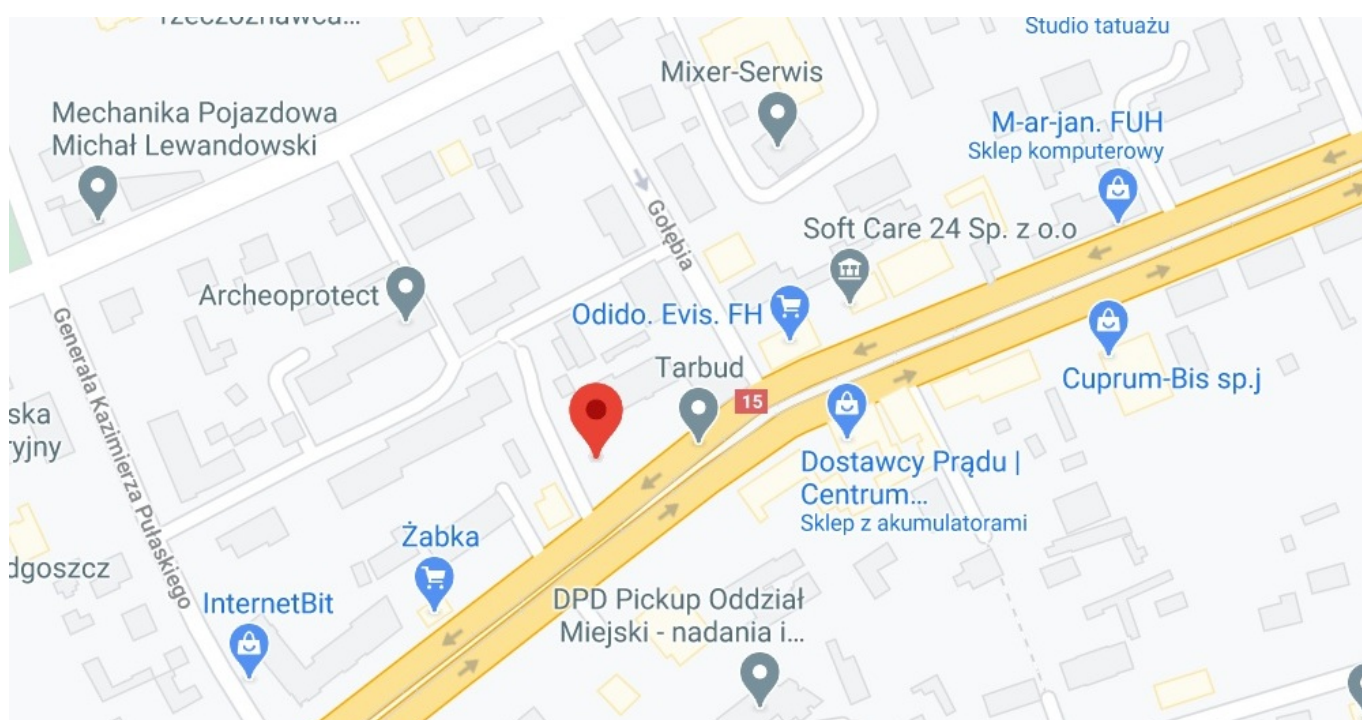 rzeczoznawca...
Studio tatuażu
Mixer-Serwis
Mechanika Pojazdowa
Michał Lewandowski
M-ar-jan. FUH
Sklep komputerowy
Gołębia
Soft Care 24 Sp. z o.o
Archeoprotect
Odido. Evis. FH
Generała Kazimierza Pułaskiego
Tarbud
15
Cuprum-Bis sp.j
ska
ryjny
Dostawcy Prądu |
Centrum...
Sklep z akumulatorami
Żabka
dgoszcz
InternetBit
DPD Pickup Oddział
Miejski - nadania i...